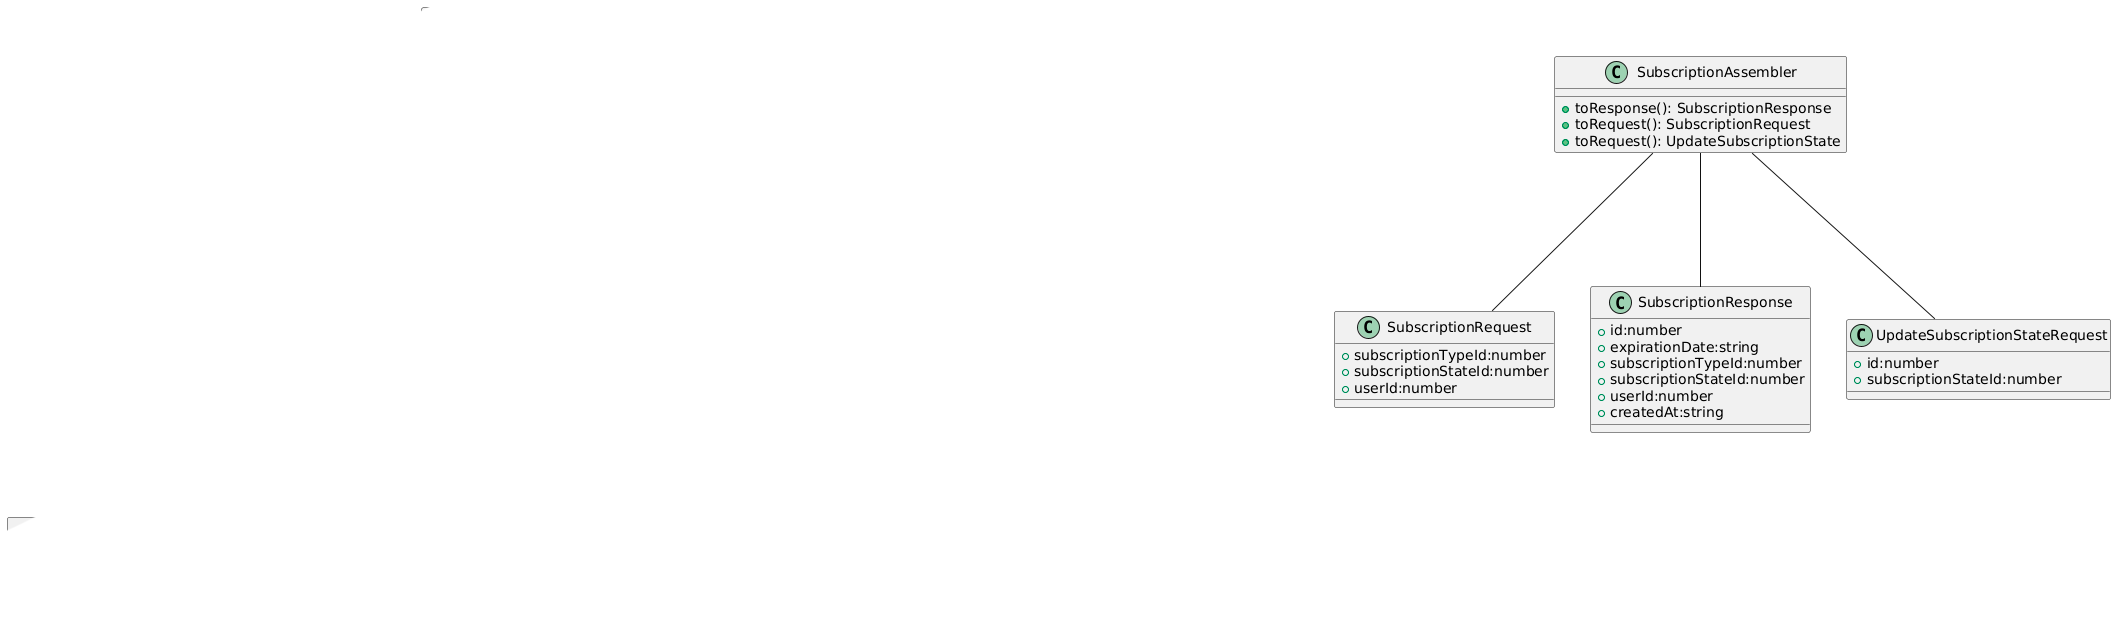 C SubscriptionAssembler
toResponse(): SubscriptionResponse
toRequest(): SubscriptionRequest
toRequest(): UpdateSubscriptionState
C SubscriptionRequest
subscriptionTypeId:number
subscriptionStateId:number
userId:number
C SubscriptionResponse
id:number
expirationDate:string
subscriptionTypeId:number
subscriptionStateId:number
userId:number
createdAt:string
C UpdateSubscriptionStateRequest
id:number
subscriptionStateId:number